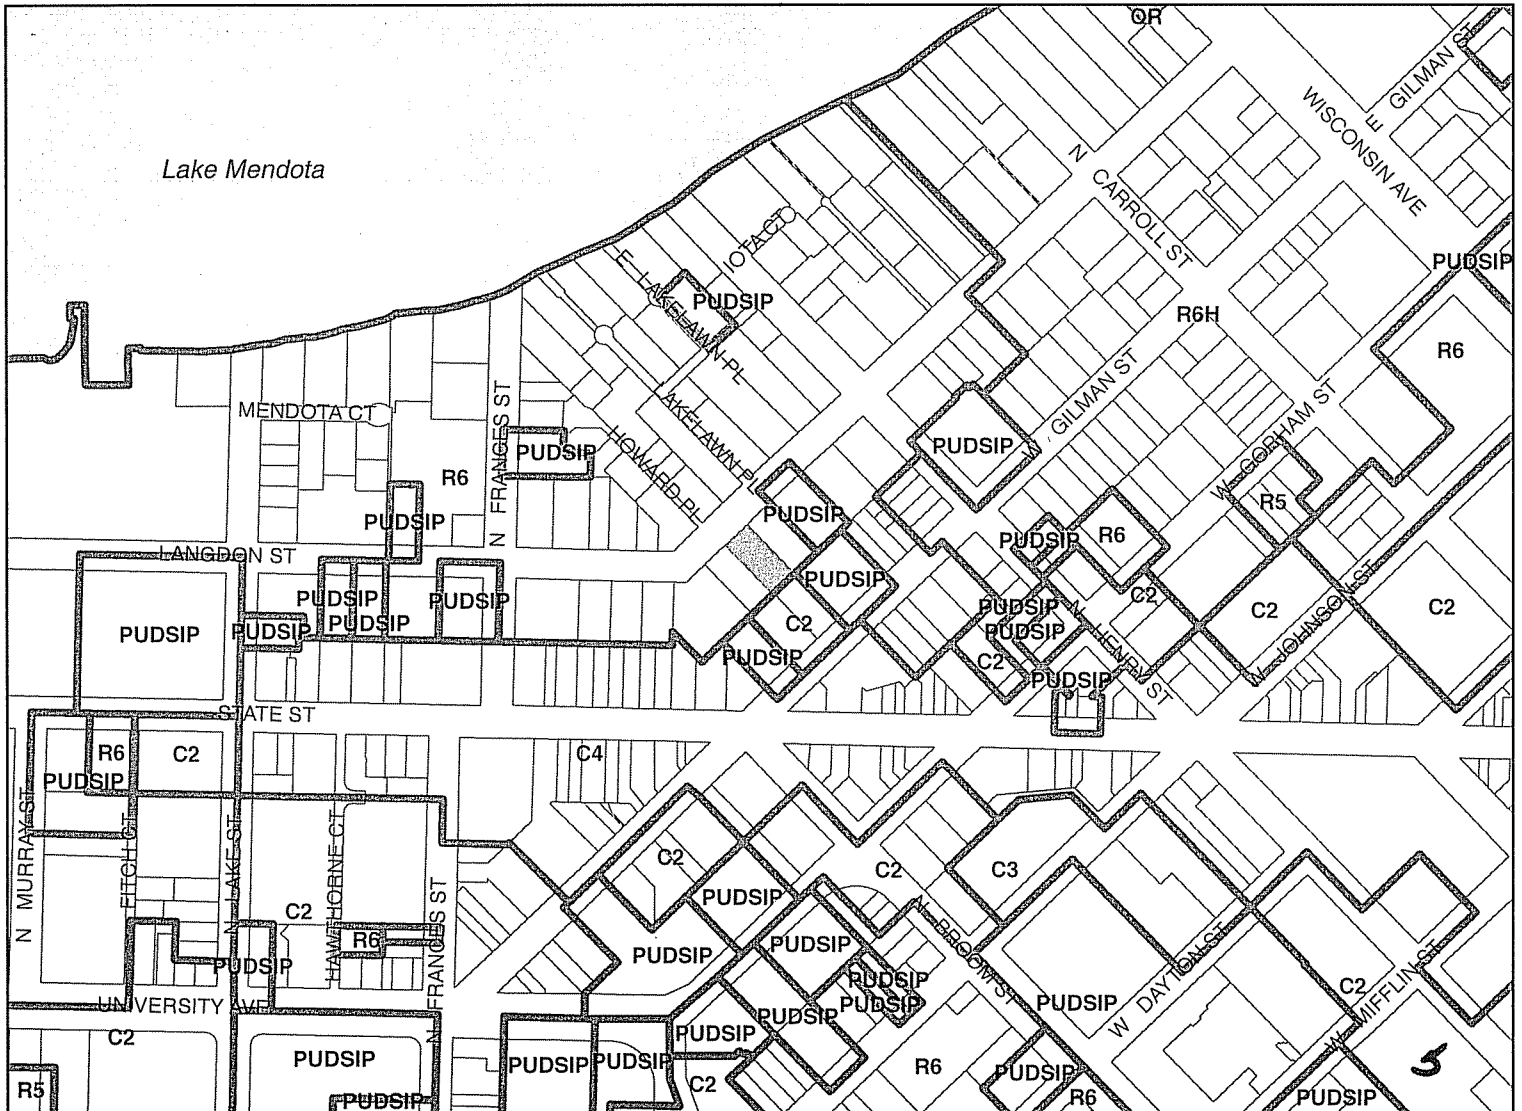 OR
E GILMAN ST
WISCONSIN AVE
Lake Mendota
N CARROLL ST
IOTA CT
E LAKELAWN PL
PUDSIP
PUDSIP
R6H
R6
MENDOTA CT
N FRANCES ST
LAKELAWN PL
HOWARD PL
W GILMAN ST
W GORHAM ST
PUDSIP
PUDSIP
R6
R5
PUDSIP
PUDSIP
PUDSIP
R6
LANGDON ST
PUDSIP
PUDSIP
C2
C2
C2
W JOHNSON ST
PUDSIP
PUDSIP
PUDSIP
PUDSIP
PUDSIP
PUDSIP
PUDSIP
C2
N HENRY ST
PUDSIP
C2
PUDSIP
STATE ST
R6
C2
C4
PUDSIP
N MURRAY ST
FITCH CT
N LAKE ST
HAWTHORNE CT
N FRANCES ST
C2
C2
C3
PUDSIP
C2
R6
PUDSIP
PUDSIP
PUDSIP
N BROOM ST
PUDSIP
PUDSIP
W DAYTON ST
C2
W MIFFLIN ST
UNIVERSITY AVE
PUDSIP
PUDSIP
C2
PUDSIP
PUDSIP
PUDSIP
PUDSIP
R6
PUDSIP
C2
R5
PUDSIP
R6
PUDSIP
5